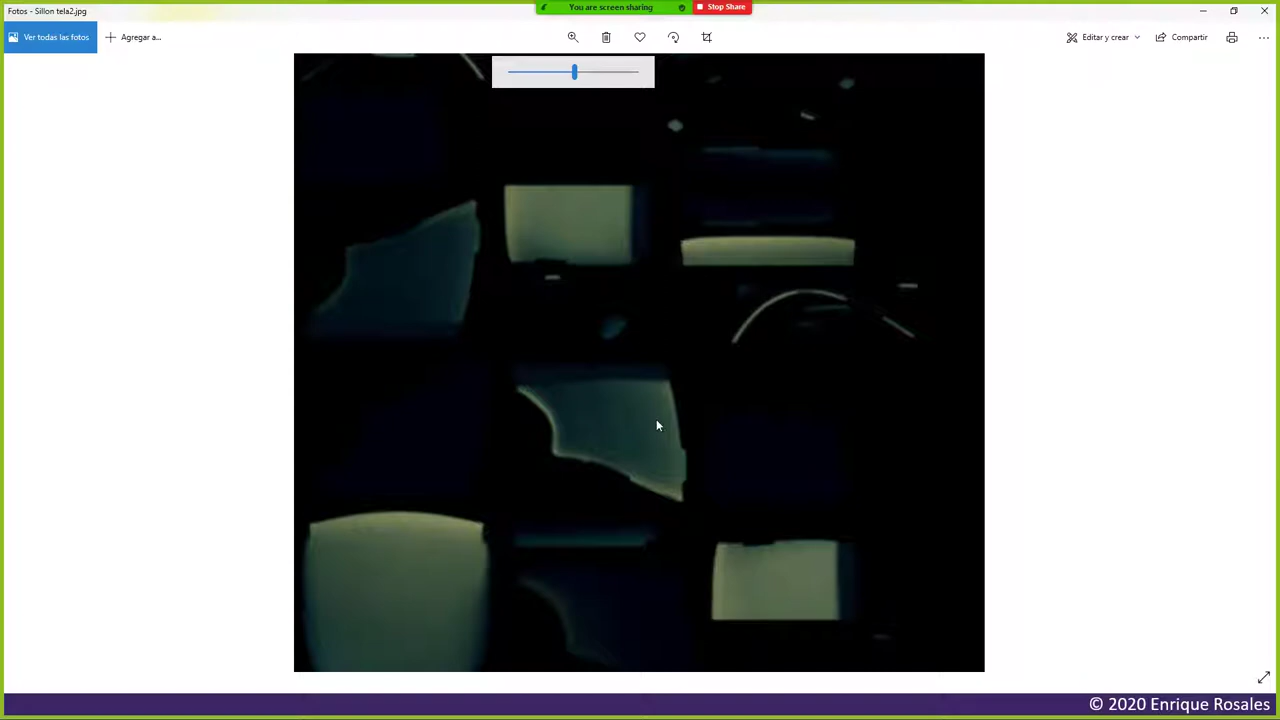 You are screen sharing
Stop Share
Fotos - Sillon tela2.jpg
Ver todas las fotos
Agregar a...
Editar y crear
Compartir
© 2020 Enrique Rosales